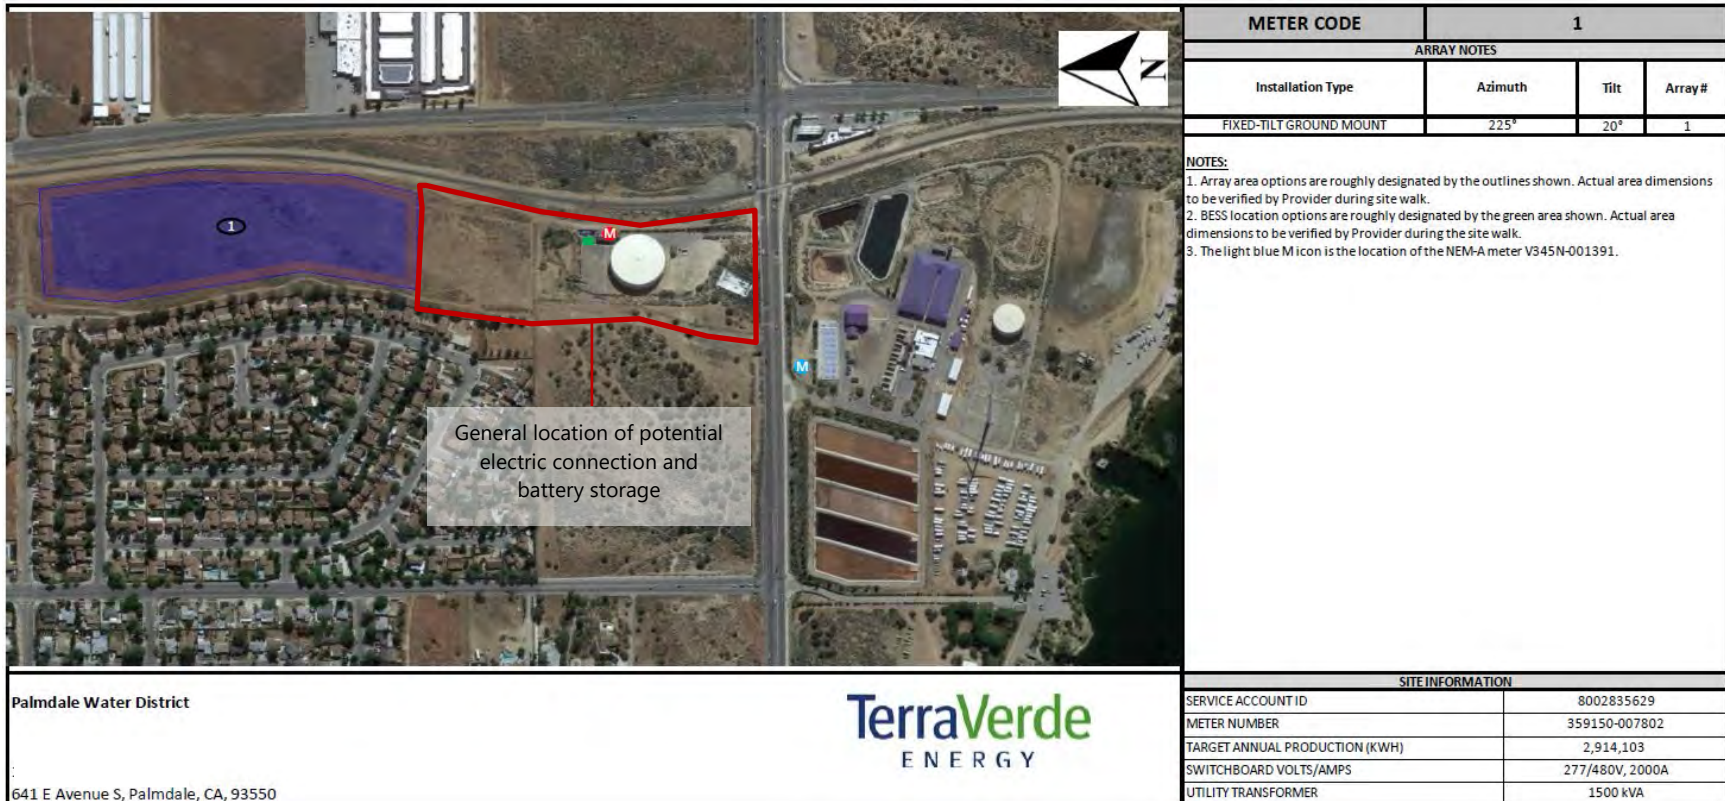 METER CODE 1
ARRAY NOTES
Installation Type Azimuth Tilt Array #
FIXED-TILT GROUND MOUNT 225° 20° 1
NOTES:
1. Array area options are roughly designated by the outlines shown. Actual area dimensions
to be verified by Provider during site walk.
2. BESS location options are roughly designated by the green area shown. Actual area
dimensions to be verified by Provider during the site walk.
3. The light blue M icon is the location of the NEM-A meter V345N-001391.
N
1
M
M
General location of potential
electric connection and
battery storage
Palmdale Water District
:
641 E Avenue S, Palmdale, CA, 93550
TerraVerde
ENERGY
SITE INFORMATION
SERVICE ACCOUNT ID 8002835629
METER NUMBER 359150-007802
TARGET ANNUAL PRODUCTION (KWH) 2,914,103
SWITCHBOARD VOLTS/AMPS 277/480V, 2000A
UTILITY TRANSFORMER 1500 kVA